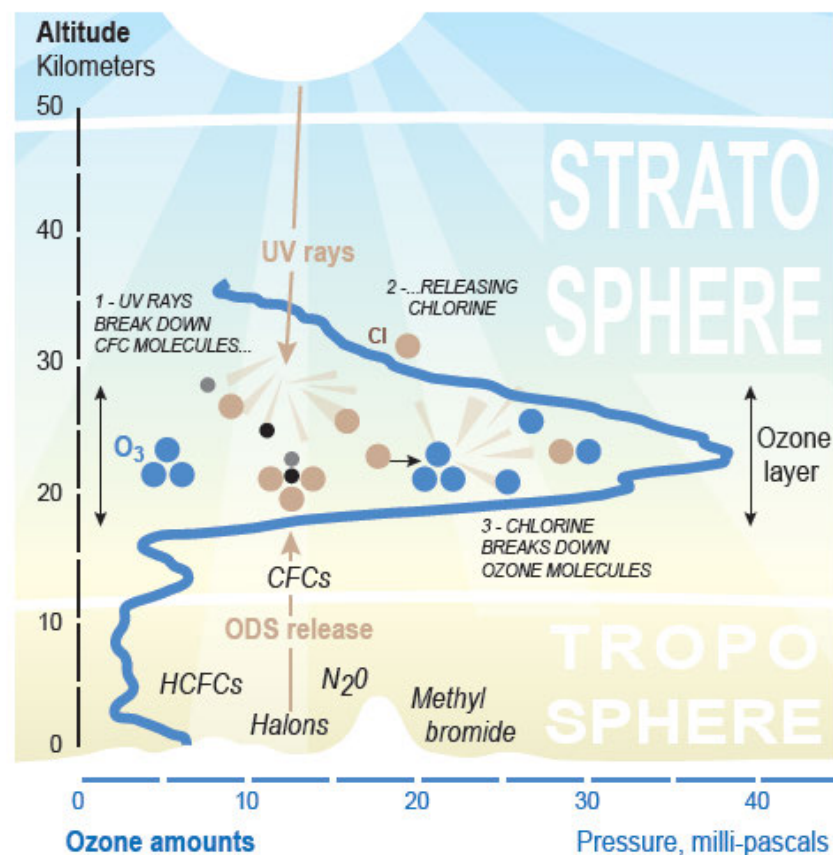 Altitude
Kilometers
50
STRATO
SPHERE
40
UV rays
1 - UV RAYS
BREAK DOWN
CFC MOLECULES...
2 -...RELEASING
CHLORINE
Cl
30
O3
Ozone
layer
20
3 - CHLORINE
BREAKS DOWN
OZONE MOLECULES
CFCs
10
ODS release
TROPO
SPHERE
HCFCs
N20
Methyl
bromide
Halons
0
0 10 20 30 40
Ozone amounts Pressure, milli-pascals